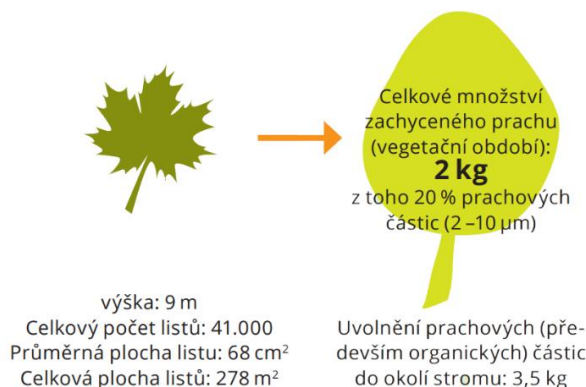 Celkové množství
zachyceného prachu
(vegetační období):
2 kg
z toho 20 % prachových
částic (2 –10 µm)
výška: 9 m
Celkový počet listů: 41.000
Průměrná plocha listu: 68 cm²
Celková plocha listů: 278 m²
Uvolnění prachových (pře-
devším organických) částic
do okolí stromu: 3,5 kg